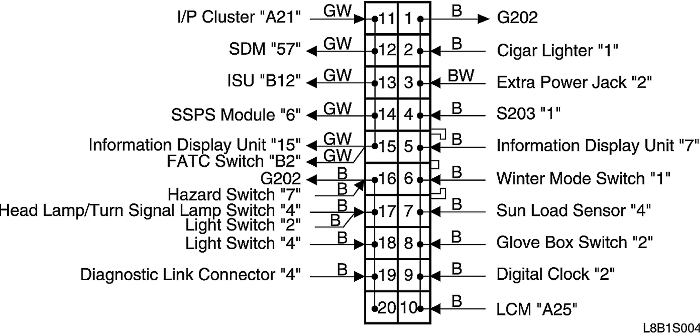 I/P Cluster "A21" GW 11 1 B G202
SDM "57" GW 12 2 B Cigar Lighter "1"
ISU "B12" GW 13 3 BW Extra Power Jack "2"
SSPS Module "6" GW 14 4 B S203 "1"
Information Display Unit "15" GW 15 5 B Information Display Unit "7"
FATC Switch "B2" GW
G202 B 16 6 B Winter Mode Switch "1"
Hazard Switch "7" B
Head Lamp/Turn Signal Lamp Switch "4" B 17 7 B Sun Load Sensor "4"
Light Switch "2" B
Light Switch "4" B 18 8 B Glove Box Switch "2"
Diagnostic Link Connector "4" B 19 9 B Digital Clock "2"
20 10 B LCM "A25"
L8B1S004